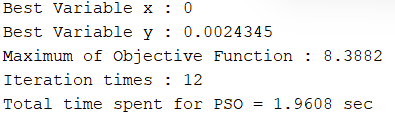 Best Variable x : 0
Best Variable y : 0.0024345
Maximum of Objective Function : 8.3882
Iteration times : 12
Total time spent for PSO = 1.9608 sec